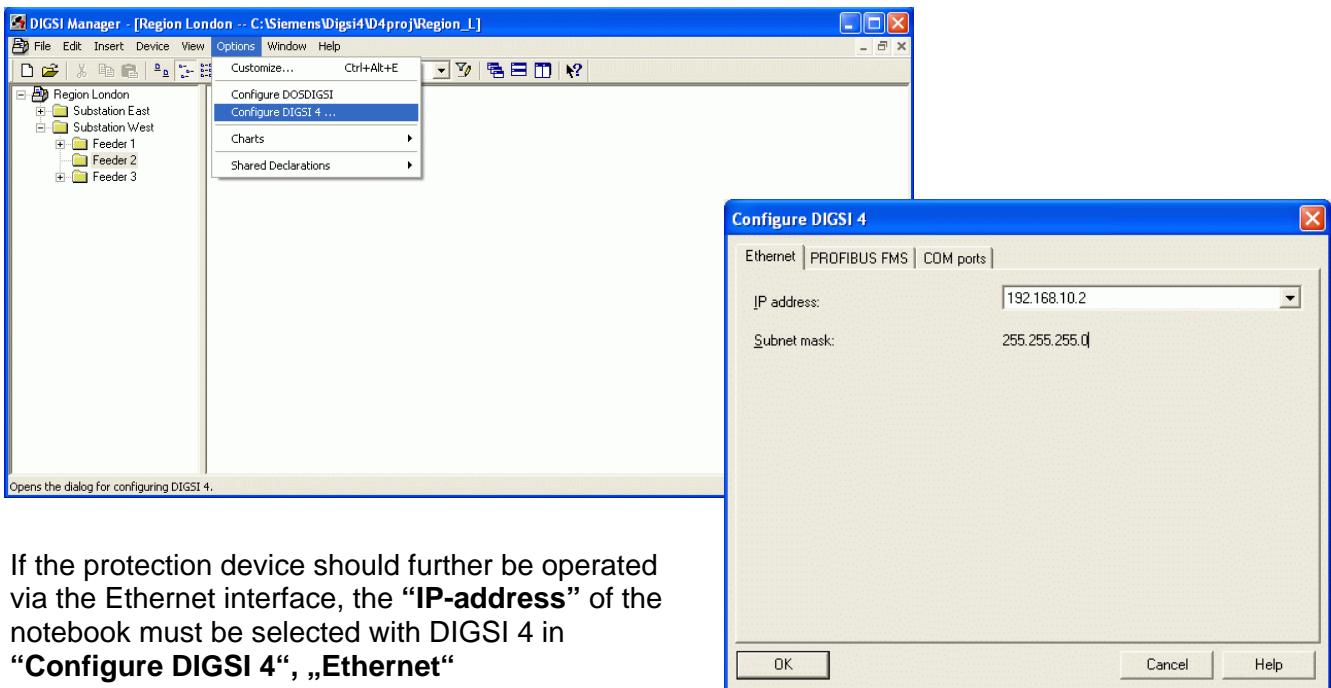 DIGSI Manager - [Region London -- C:\Siemens\Digsi4\D4proj\Region_L]
File Edit Insert Device View Options Window Help
Customize... Ctrl+Alt+E
Configure DOSDIGSI
Configure DIGSI 4 ...
Charts
Shared Declarations
Region London
Substation East
Substation West
Feeder 1
Feeder 2
Feeder 3
Opens the dialog for configuring DIGSI 4.
Configure DIGSI 4
Ethernet PROFIBUS FMS COM ports
IP address: 192.168.10.2
Subnet mask: 255.255.255.0
OK Cancel Help
If the protection device should further be operated
via the Ethernet interface, the “IP-address” of the
notebook must be selected with DIGSI 4 in
“Configure DIGSI 4“, „Ethernet“